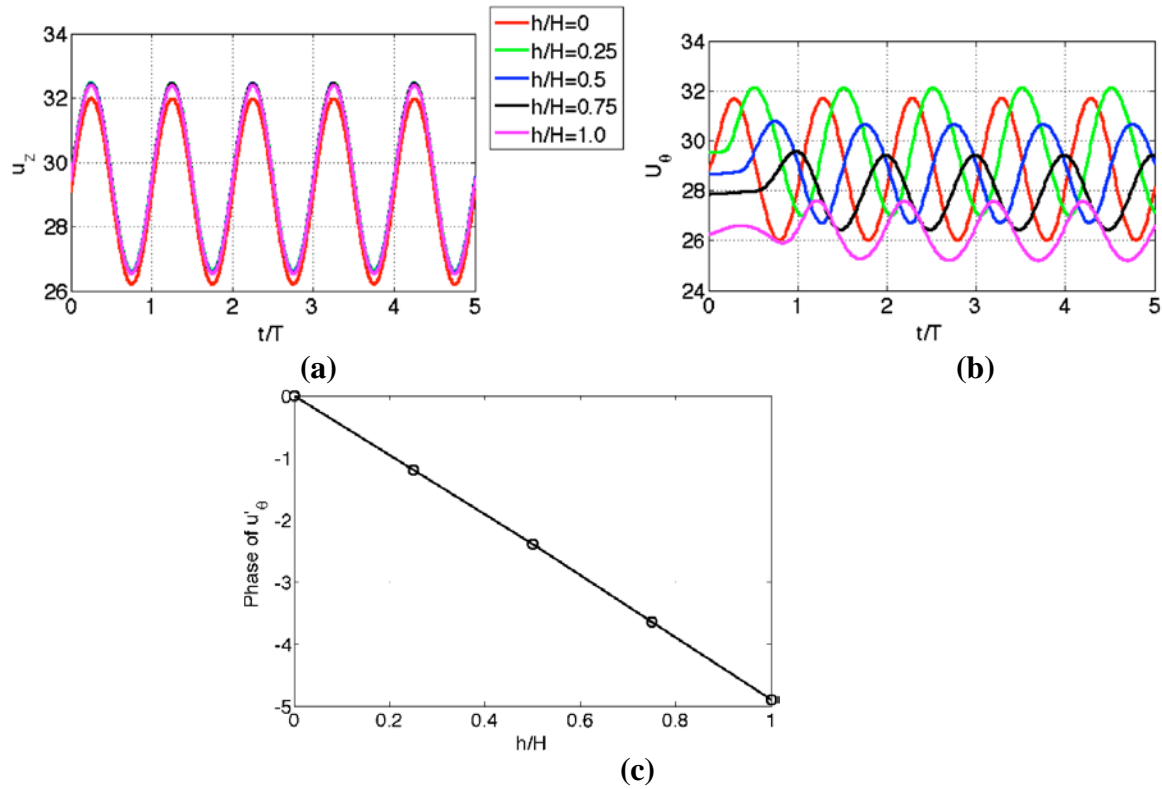 34
32
30
28
26
u_z
0 1 2 3 4 5
t/T
(a)
h/H=0
h/H=0.25
h/H=0.5
h/H=0.75
h/H=1.0
34
32
30
28
26
24
U_θ
0 1 2 3 4 5
t/T
(b)
0
-1
-2
-3
-4
-5
Phase of u'_θ
0 0.2 0.4 0.6 0.8 1
h/H
(c)